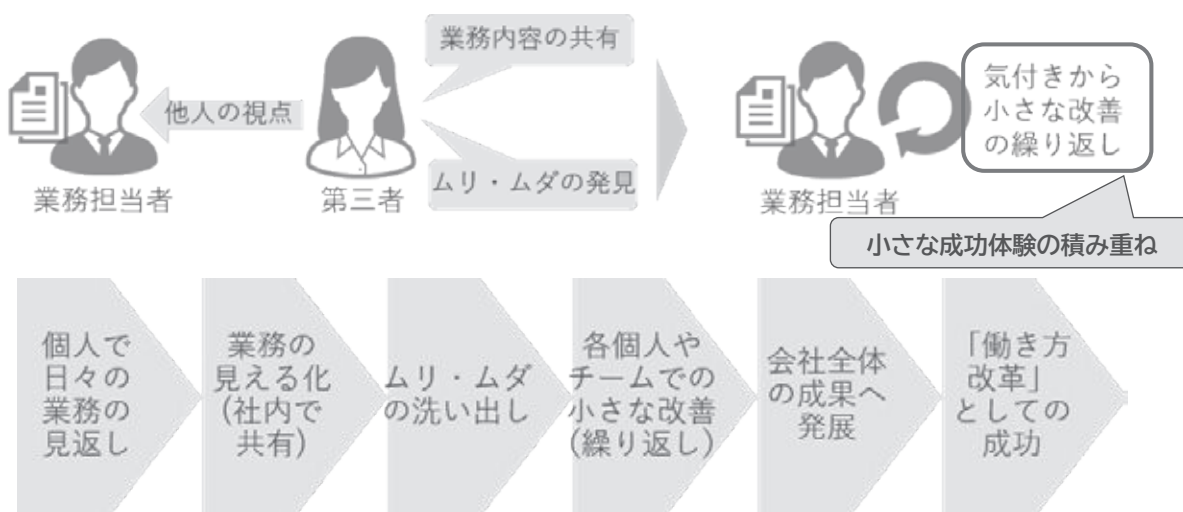 業務内容の共有
他人の視点
ムリ・ムダの発見
業務担当者
第三者
気付きから
小さな改善
の繰り返し
業務担当者
小さな成功体験の積み重ね
個人で
日々の
業務の
見返し
業務の
見える化
(社内で
共有)
ムリ・ムダ
の洗い出し
各個人や
チームでの
小さな改善
(繰り返し)
会社全体
の成果へ
発展
「働き方
改革」
としての
成功